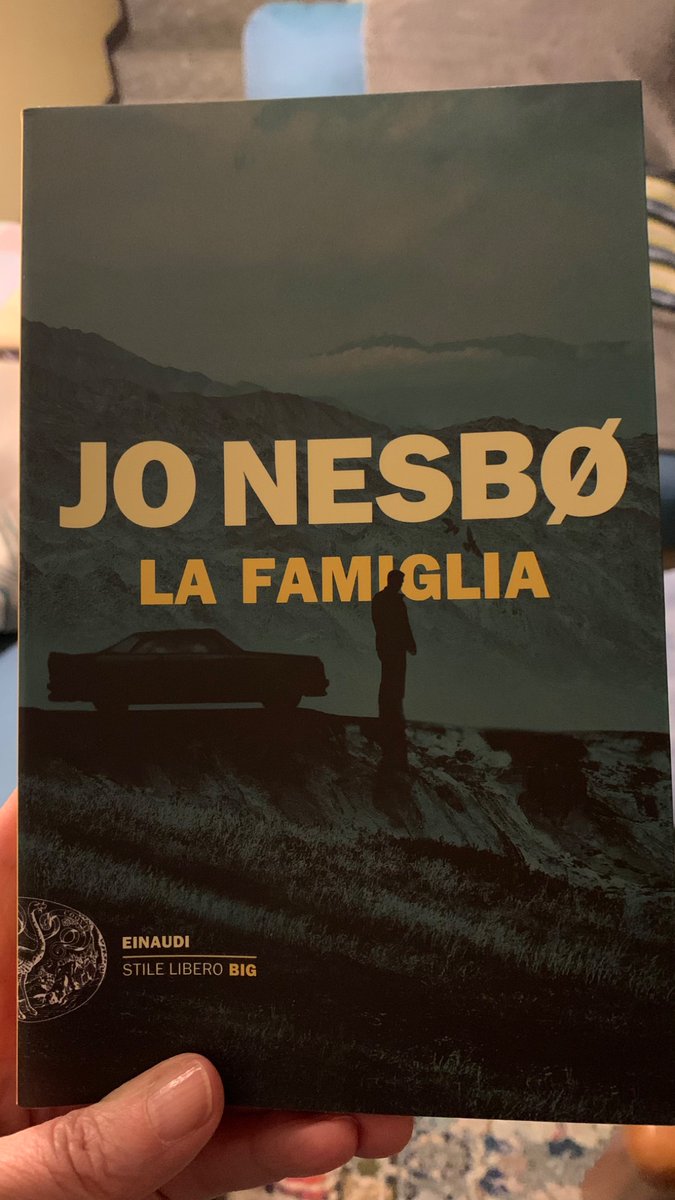 JO NESBØ
LA FAMIGLIA
EINAUDI
STILE LIBERO BIG